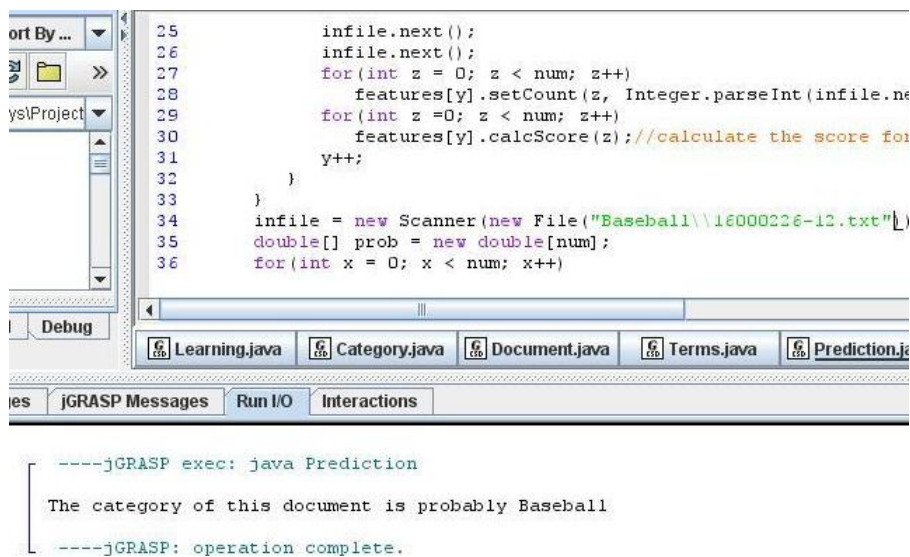 ort By ...
»
ys\Project
25 infile.next();
26 infile.next();
27 for(int z = 0; z < num; z++)
28 features[y].setCount(z, Integer.parseInt(infile.ne
29 for(int z =0; z < num; z++)
30 features[y].calcScore(z);//calculate the score for
31 y++;
32 }
33 }
34 infile = new Scanner(new File("Baseball\\16000226-12.txt"))
35 double[] prob = new double[num];
36 for(int x = 0; x < num; x++)
Debug
Learning.java Category.java Document.java Terms.java Prediction.ja
es jGRASP Messages Run I/O Interactions
----jGRASP exec: java Prediction
The category of this document is probably Baseball
----jGRASP: operation complete.